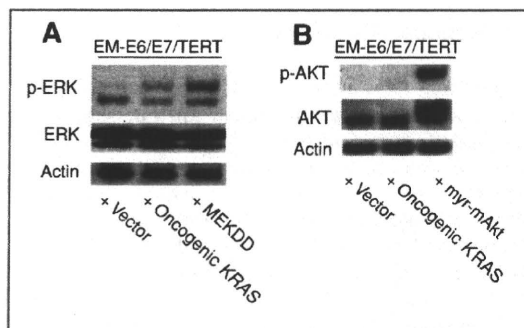 A
EM-E6/E7/TERT
p-ERK
ERK
Actin
+ Vector
+ Oncogenic KRAS
+ MEKDD
B
EM-E6/E7/TERT
p-AKT
AKT
Actin
+ Vector
+ Oncogenic KRAS
+ myr-mAkt